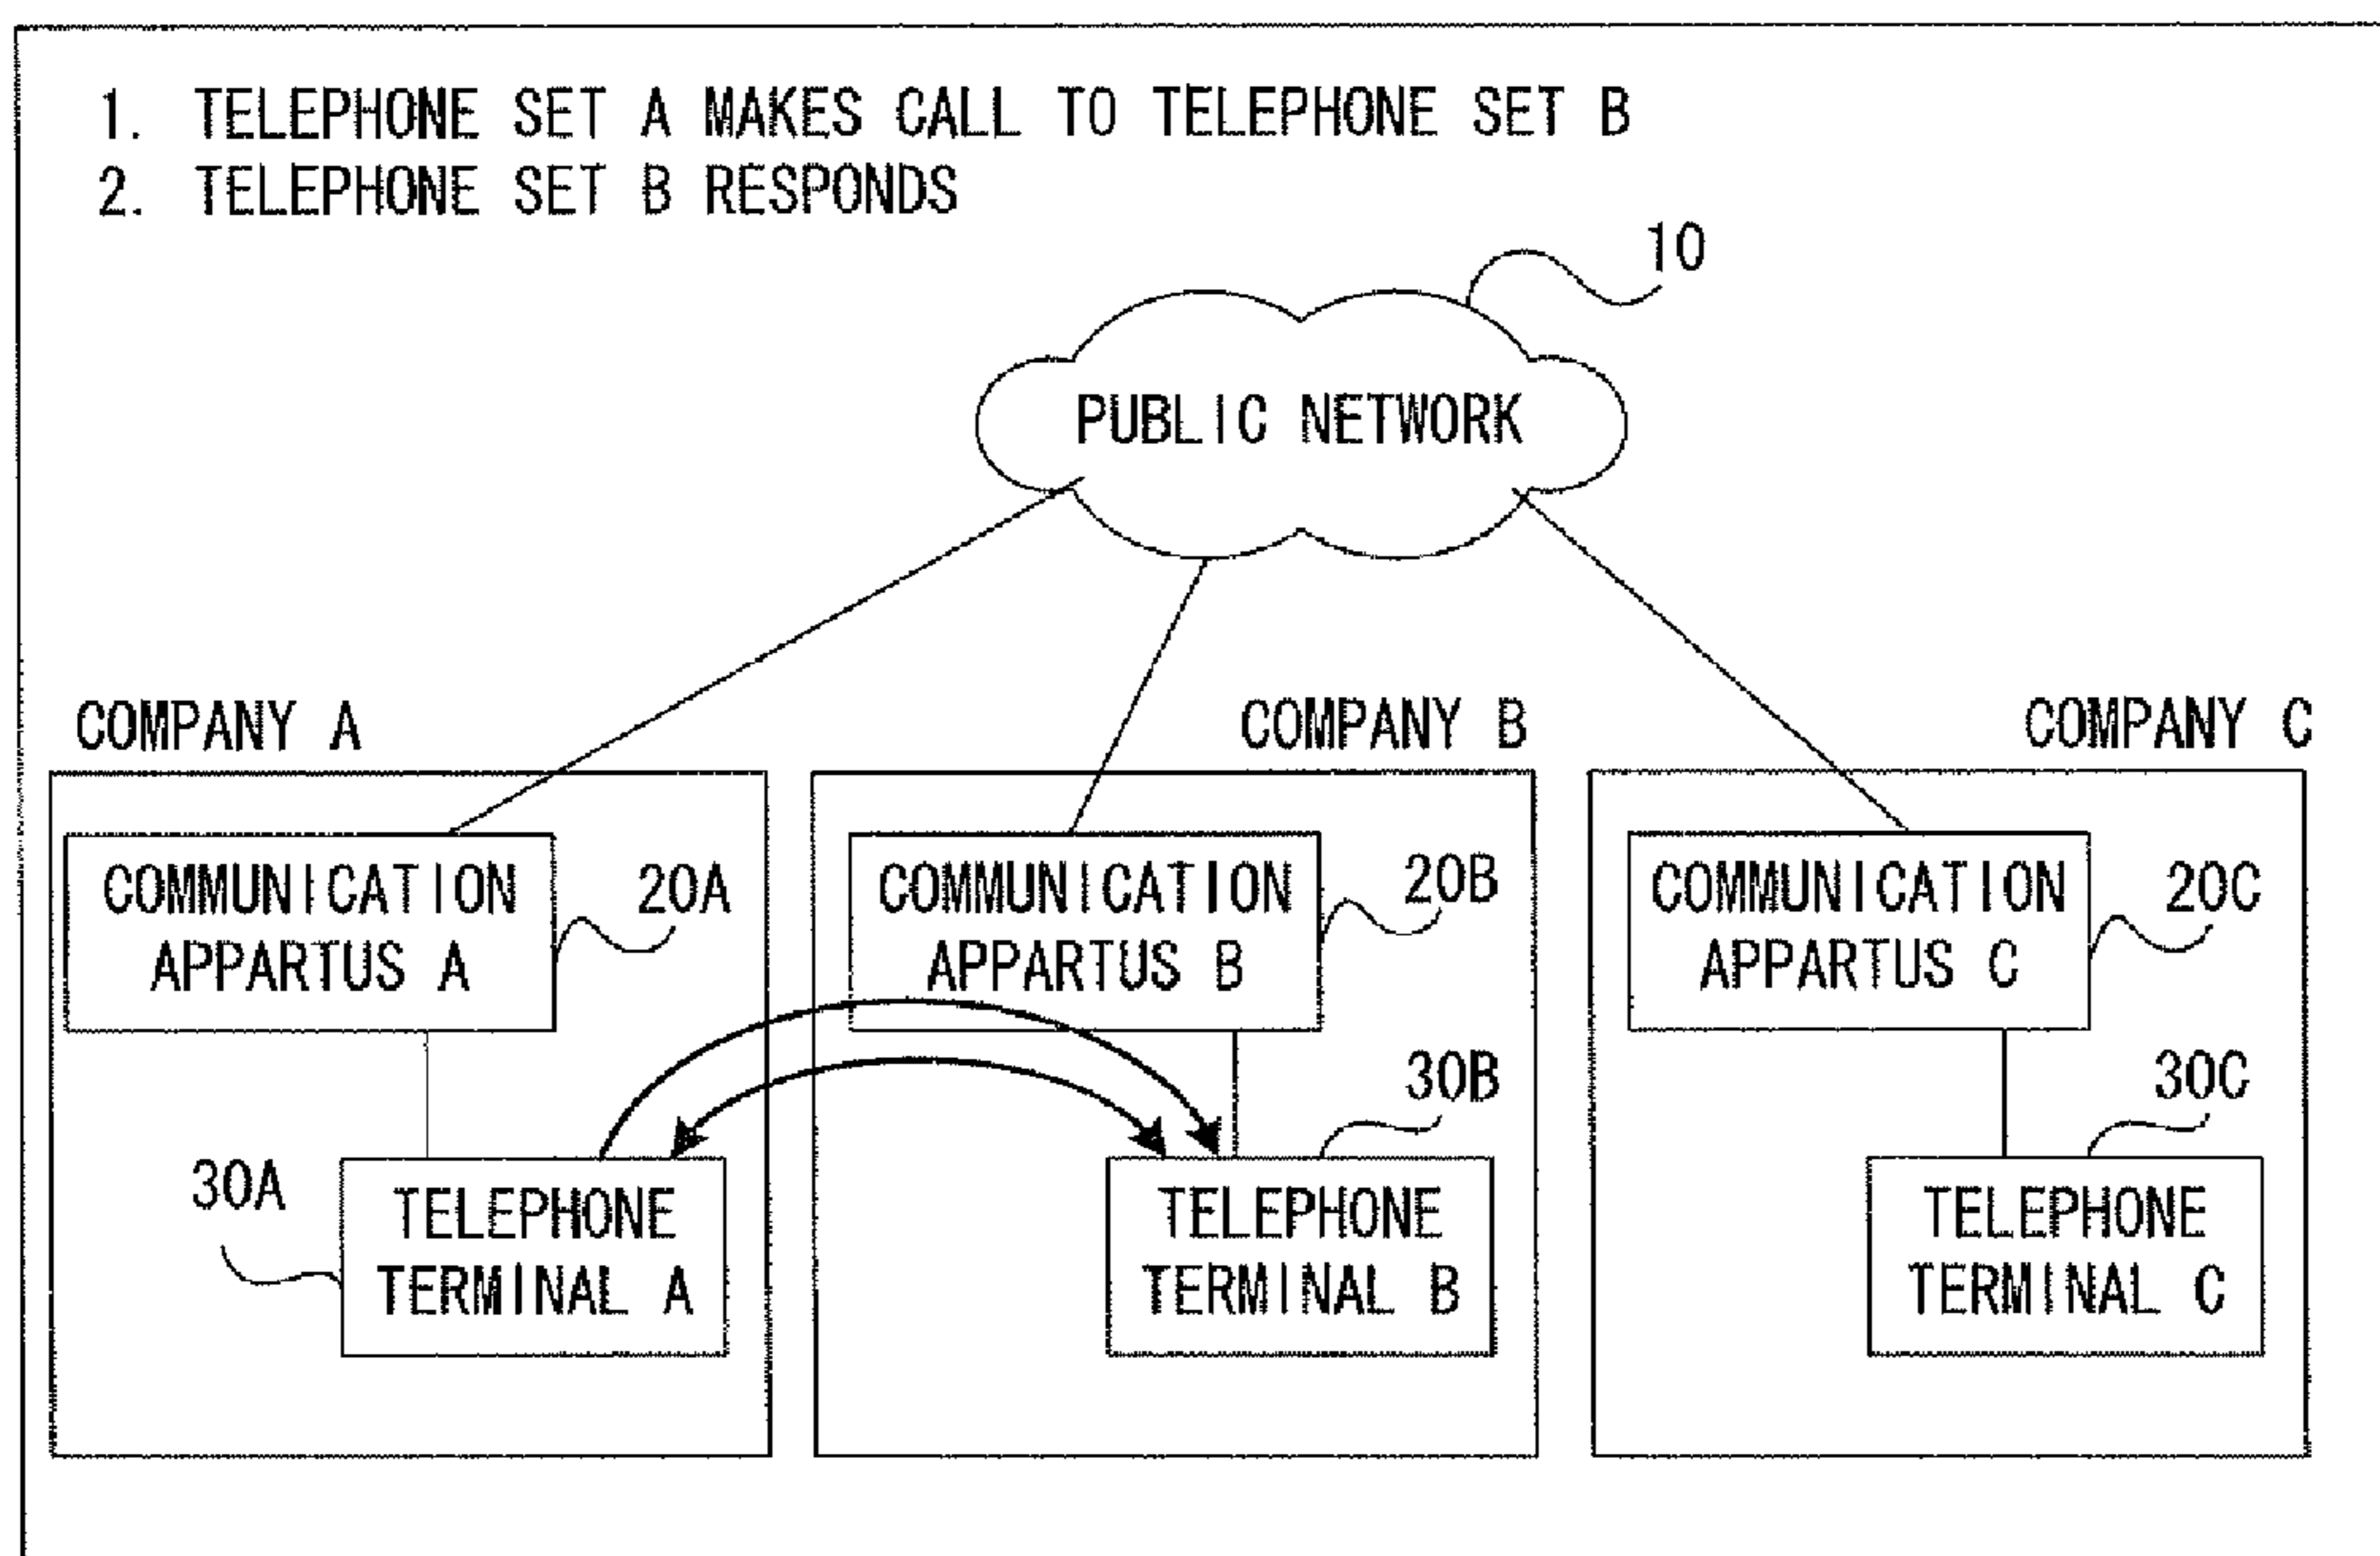 1. TELEPHONE SET A MAKES CALL TO TELEPHONE SET B
2. TELEPHONE SET B RESPONDS
10
PUBLIC NETWORK
COMPANY A
COMPANY B
COMPANY C
COMMUNICATION
APPARTUS A
20A
COMMUNICATION
APPARTUS B
20B
COMMUNICATION
APPARTUS C
20C
30A
TELEPHONE
TERMINAL A
30B
TELEPHONE
TERMINAL B
30C
TELEPHONE
TERMINAL C